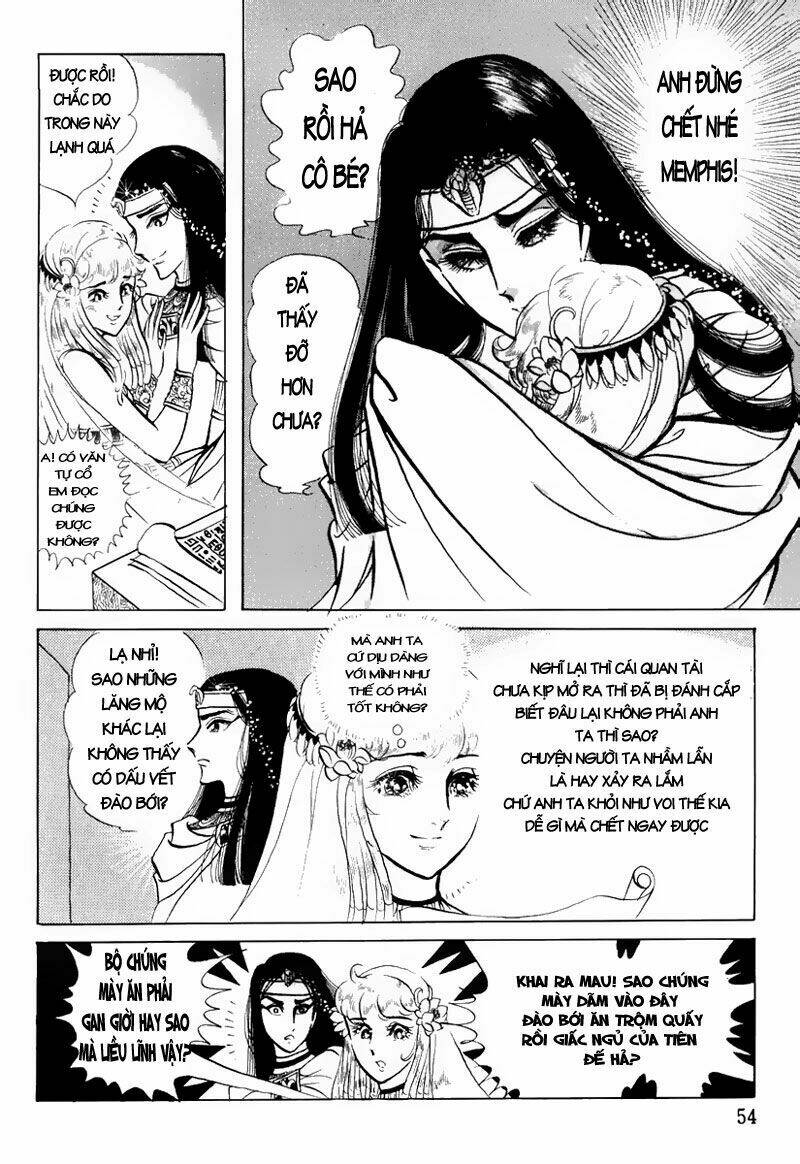 ANH ĐỪNG
CHẾT NHÉ
MEMPHIS!
SAO
RỒI HẢ
CÔ BÉ?
ĐÃ
THẤY
ĐỠ
HƠN
CHƯA?
ĐƯỢC RỒI!
CHẮC DO
TRONG NÀY
LẠNH QUÁ
A! CÓ VĂN
TỰ CỔ
EM ĐỌC
CHÚNG
ĐƯỢC
KHÔNG?
LẠ NHỈ!
SAO NHỮNG
LĂNG MỘ
KHÁC LẠI
KHÔNG THẤY
CÓ DẤU VẾT
ĐÀO BỚI?
MÀ ANH TA
CỨ DỊU DÀNG
VỚI MÌNH NHƯ
THẾ CÓ PHẢI
TỐT KHÔNG?
NGHĨ LẠI THÌ CÁI QUAN TÀI
CHƯA KỊP MỞ RA THÌ ĐÃ BỊ ĐÁNH CẮP
BIẾT ĐÂU LẠI KHÔNG PHẢI ANH
TA THÌ SAO?
CHUYỆN NGƯỜI TA NHẦM LẪN
LÀ HAY XẢY RA LẮM
CHỨ ANH TA KHỎI NHƯ VOI THẾ KIA
DỄ GÌ MÀ CHẾT NGAY ĐƯỢC
BỘ CHÚNG
MÀY ĂN PHẢI
GAN GIỜI HAY SAO
MÀ LIỀU LĨNH VẬY?
KHAI RA MAU! SAO CHÚNG
MÀY DÃM VÀO ĐÂY
ĐÀO BỚI ĂN TRỘM QUẤY
RỒI GIẤC NGỦ CỦA TIÊN
ĐẾ HẢ?
54